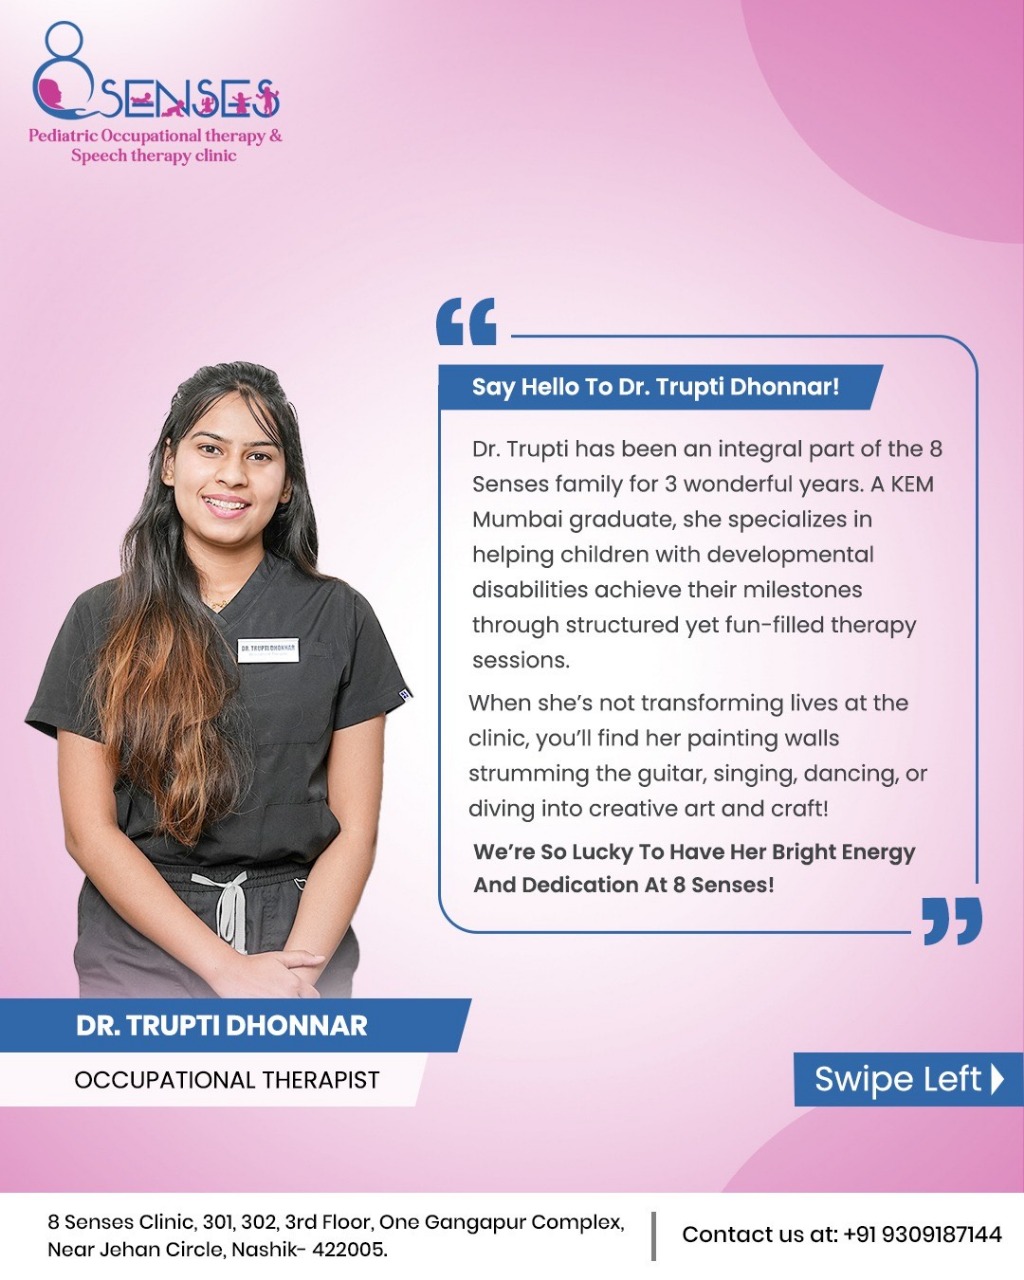 8 SENSES
Pediatric Occupational therapy &
Speech therapy clinic
“
Say Hello To Dr. Trupti Dhonnar!
Dr. Trupti has been an integral part of the 8
Senses family for 3 wonderful years. A KEM
Mumbai graduate, she specializes in
helping children with developmental
disabilities achieve their milestones
through structured yet fun-filled therapy
sessions.
When she’s not transforming lives at the
clinic, you’ll find her painting walls
strumming the guitar, singing, dancing, or
diving into creative art and craft!
We’re So Lucky To Have Her Bright Energy
And Dedication At 8 Senses!
”
DR. TRUPTI DHONNAR
DR. TRUPTI DHONNAR
OCCUPATIONAL THERAPIST
Swipe Left
8 Senses Clinic, 301, 302, 3rd Floor, One Gangapur Complex,
Near Jehan Circle, Nashik- 422005.
Contact us at: +91 9309187144